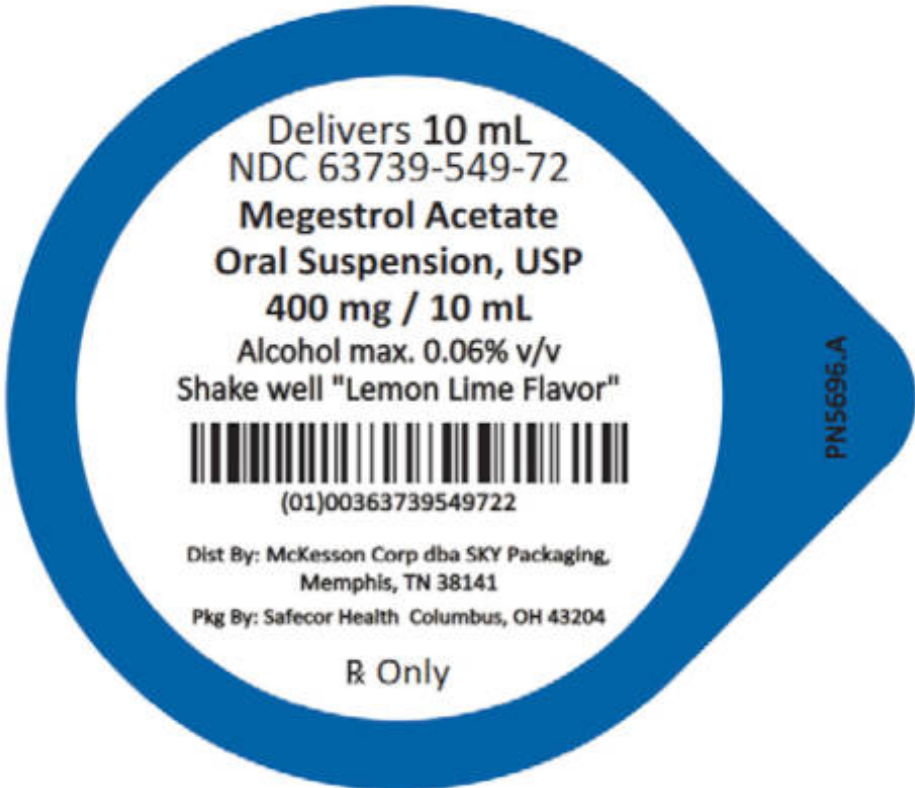 Delivers 10 mL
NDC 63739-549-72
Megestrol Acetate
Oral Suspension, USP
400 mg / 10 mL
Alcohol max. 0.06% v/v
Shake well "Lemon Lime Flavor"
(01)00363739549722
Dist By: McKesson Corp dba SKY Packaging,
Memphis, TN 38141
Pkg By: Safecor Health Columbus, OH 43204
℞ Only
PN5696.A